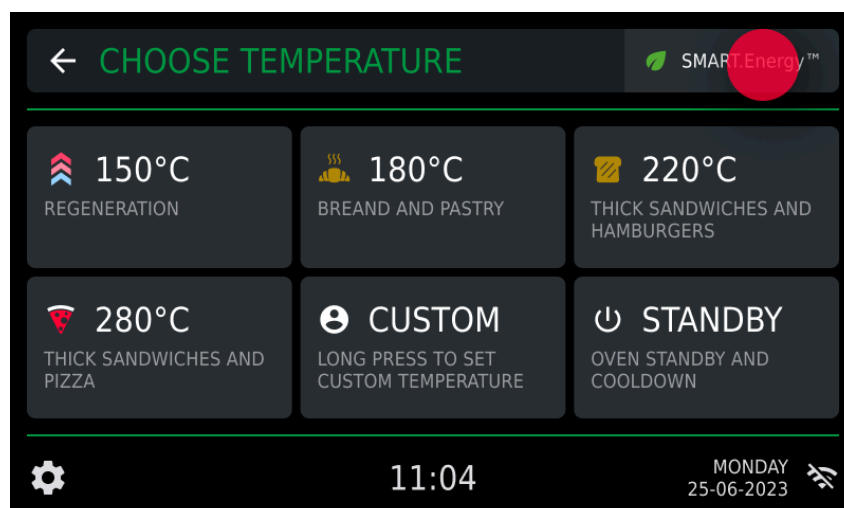 CHOOSE TEMPERATURE
SMART.Energy™
150°C
REGENERATION
180°C
BREAND AND PASTRY
220°C
THICK SANDWICHES AND
HAMBURGERS
280°C
THICK SANDWICHES AND
PIZZA
CUSTOM
LONG PRESS TO SET
CUSTOM TEMPERATURE
STANDBY
OVEN STANDBY AND
COOLDOWN
11:04
MONDAY
25-06-2023